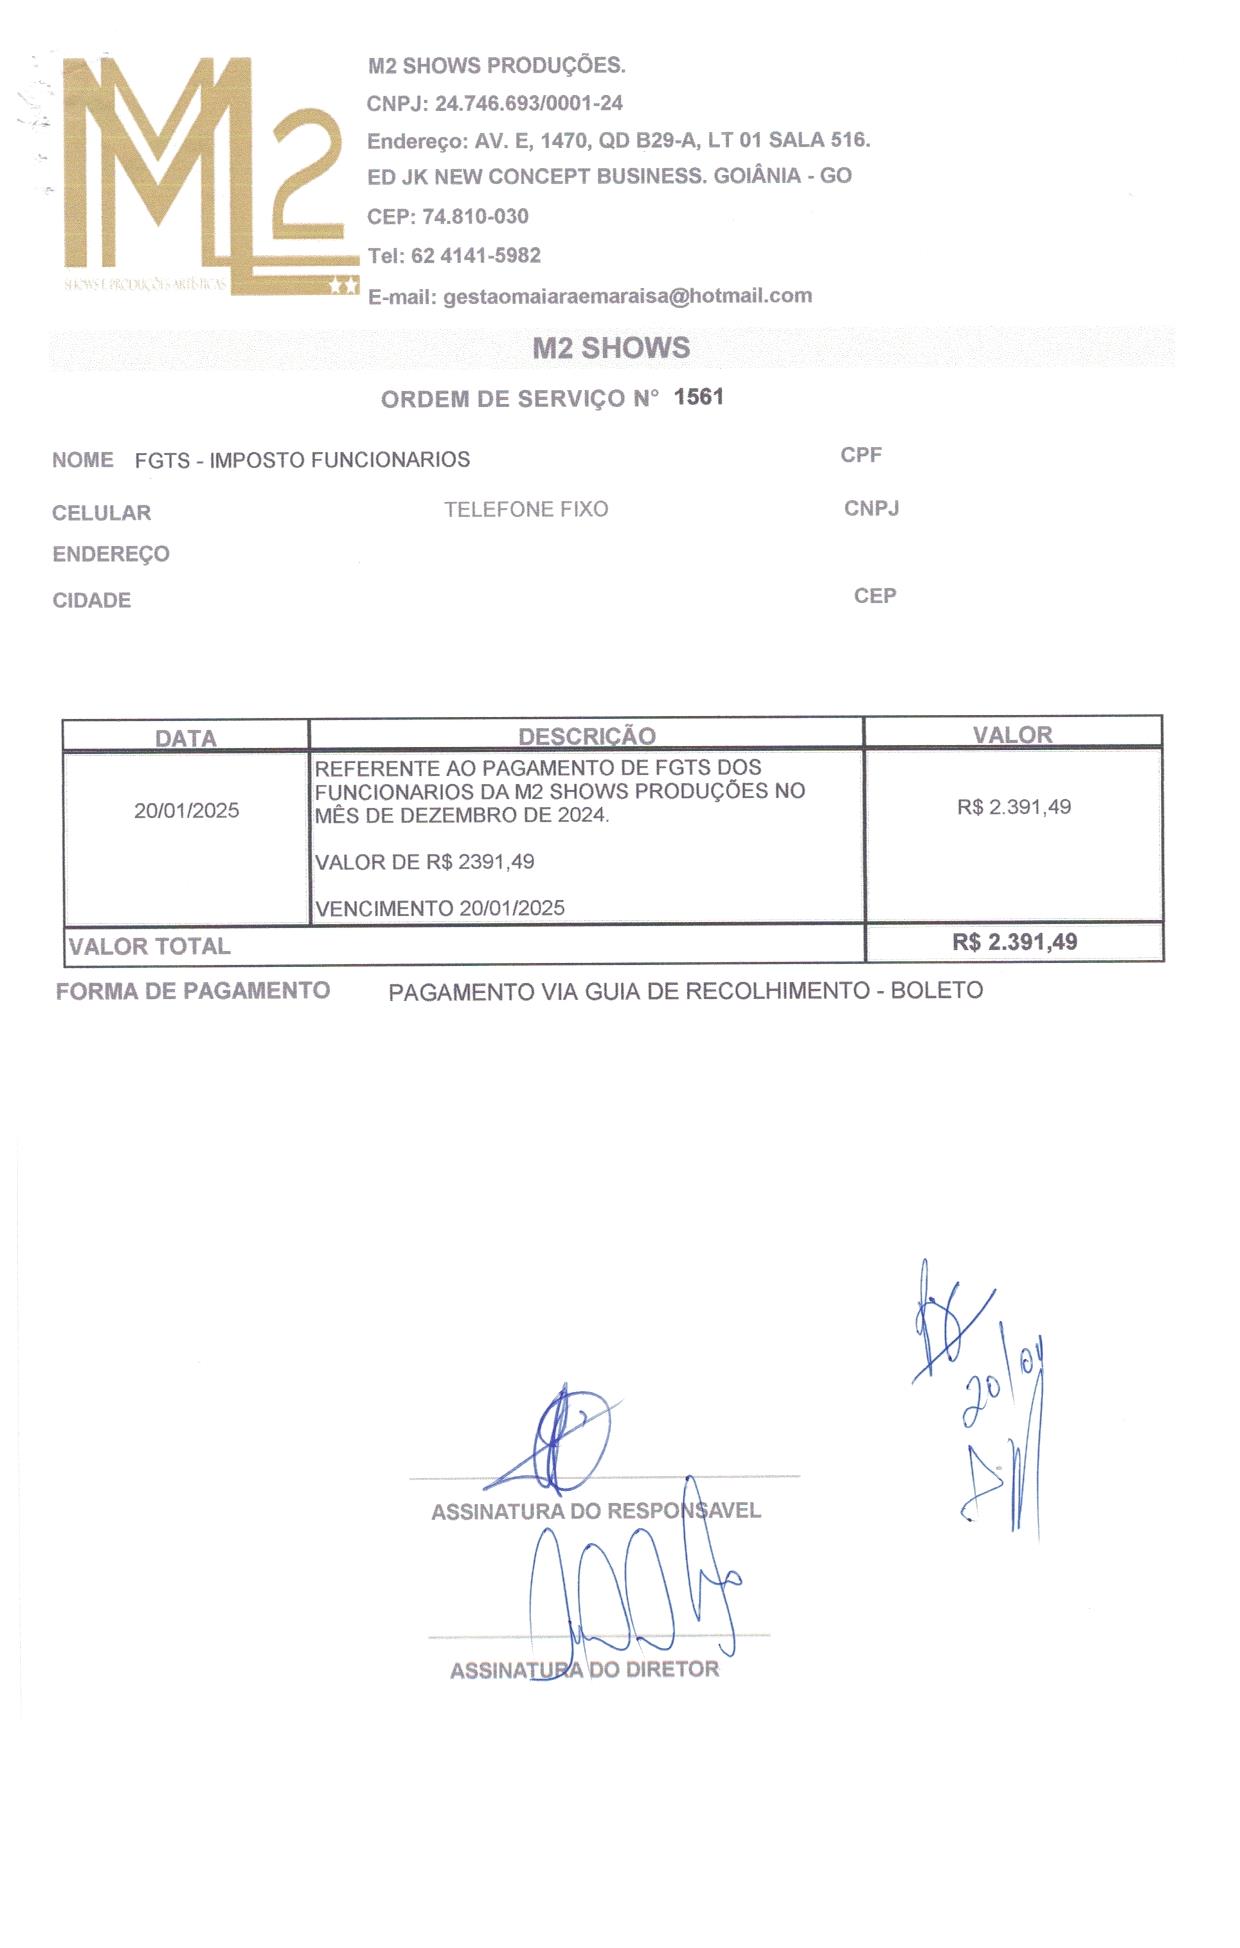 M2 SHOWS PRODUÇÕES.
CNPJ: 24.746.693/0001-24
Endereço: AV. E, 1470, QD B29-A, LT 01 SALA 516.
ED JK NEW CONCEPT BUSINESS. GOIÂNIA - GO
CEP: 74.810-030
Tel: 62 4141-5982
E-mail: gestaomaiaraemaraisa@hotmail.com
M2
SHOWS E PRODUÇÕES ARTÍSTICAS
M2 SHOWS
ORDEM DE SERVIÇO N° 1561
NOME FGTS - IMPOSTO FUNCIONARIOS CPF
CELULAR TELEFONE FIXO CNPJ
ENDEREÇO
CIDADE CEP
DATA DESCRIÇÃO VALOR
REFERENTE AO PAGAMENTO DE FGTS DOS
FUNCIONARIOS DA M2 SHOWS PRODUÇÕES NO
20/01/2025 MÊS DE DEZEMBRO DE 2024. R$ 2.391,49
VALOR DE R$ 2391,49
VENCIMENTO 20/01/2025
VALOR TOTAL R$ 2.391,49
FORMA DE PAGAMENTO PAGAMENTO VIA GUIA DE RECOLHIMENTO - BOLETO
20/01
ASSINATURA DO RESPONSAVEL
ASSINATURA DO DIRETOR